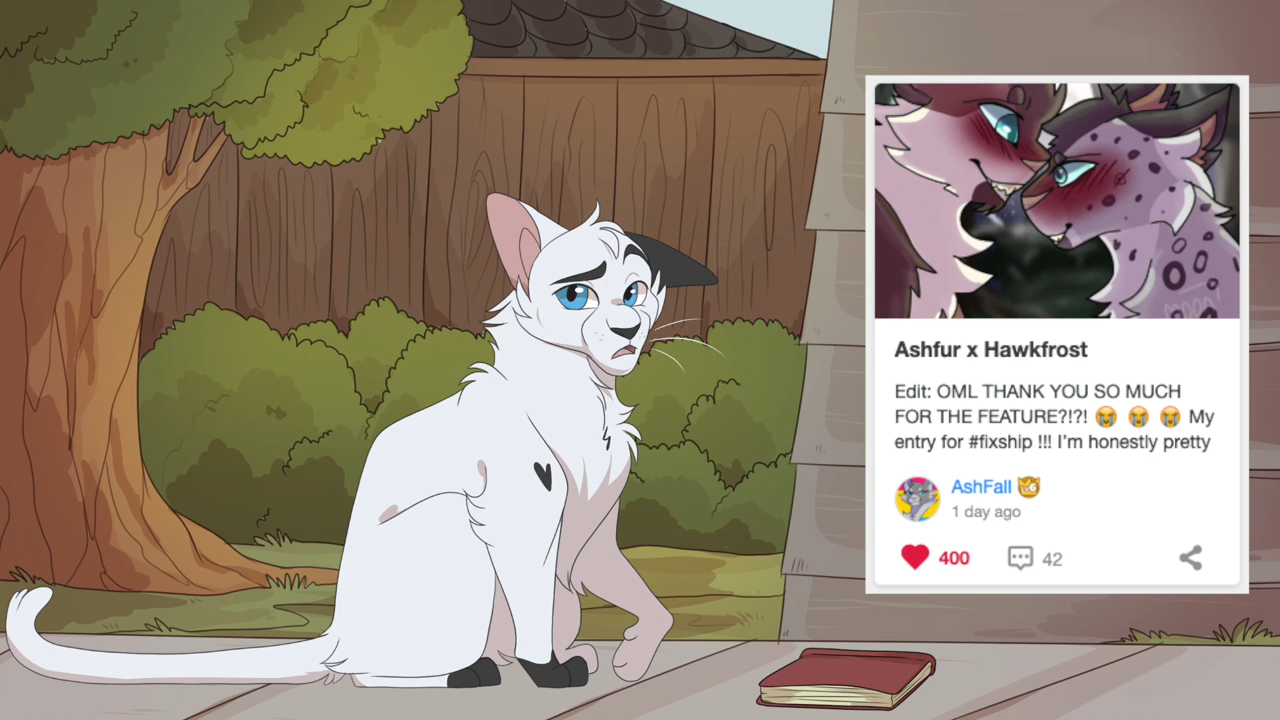 Ashfur x Hawkfrost
Edit: OML THANK YOU SO MUCH
FOR THE FEATURE?!?! 😭 😭 😭 My
entry for #fixship !!! I'm honestly pretty
AshFall
1 day ago
400
42